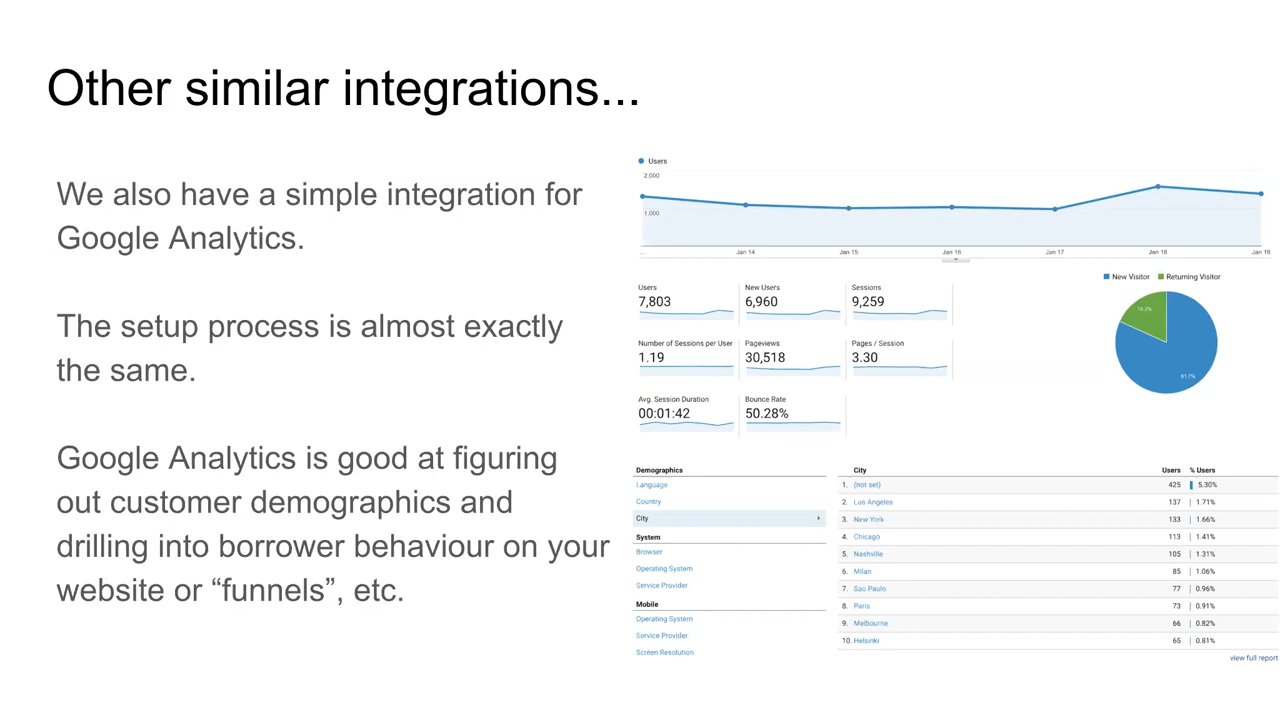 Other similar integrations...
We also have a simple integration for
Google Analytics.
The setup process is almost exactly
the same.
Google Analytics is good at figuring
out customer demographics and
drilling into borrower behaviour on your
website or “funnels”, etc.
Users
2,000
1,000
Jan 14 Jan 15 Jan 16 Jan 17 Jan 18 Jan 19
New Visitor Returning Visitor
Users New Users Sessions
7,803 6,960 9,259
Number of Sessions per User Pageviews Pages / Session
1.19 30,518 3.30
Avg. Session Duration Bounce Rate
00:01:42 50.28%
81.7%
Demographics
Language
Country
City
System
Browser
Operating System
Service Provider
Mobile
Operating System
Service Provider
Screen Resolution
City Users % Users
1. (not set) 425 5.30%
2. Los Angeles 137 1.71%
3. New York 133 1.66%
4. Chicago 113 1.41%
5. Nashville 105 1.31%
6. Milan 85 1.06%
7. Sao Paulo 77 0.96%
8. Paris 73 0.91%
9. Melbourne 66 0.82%
10. Helsinki 65 0.81%
view full report